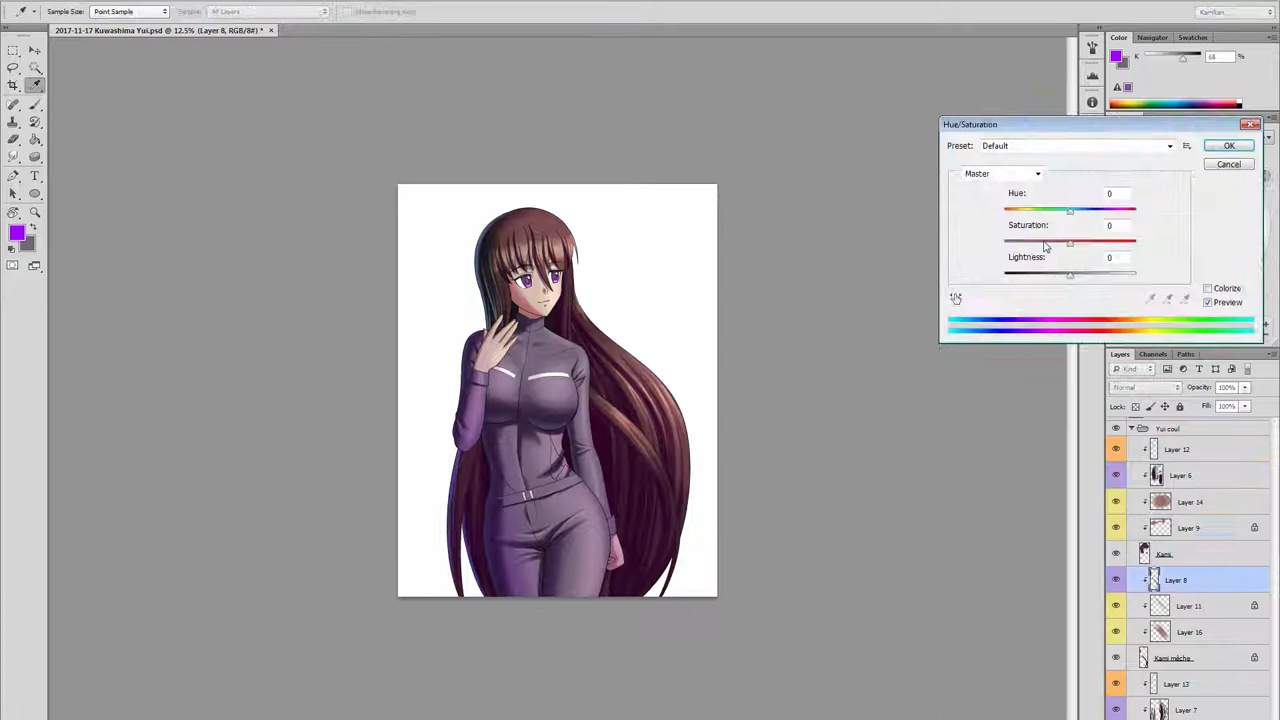 Sample Size: Point Sample
2017-11-17 Kuwashima Yui.psd @ 12.5% (Layer 8, RGB/8#) *
Color Navigator Swatches
K 68 %
Hue/Saturation
Preset: Default
OK
Cancel
Master
Hue: 0
Saturation: 0
Lightness: 0
Colorize
Preview
Layers Channels Paths
Kind
Normal Opacity: 100%
Lock: Fill: 100%
Yui coul
Layer 12
Layer 6
Layer 14
Layer 9
Kami
Layer 8
Layer 11
Layer 16
Kami mèche
Layer 13
Layer 7